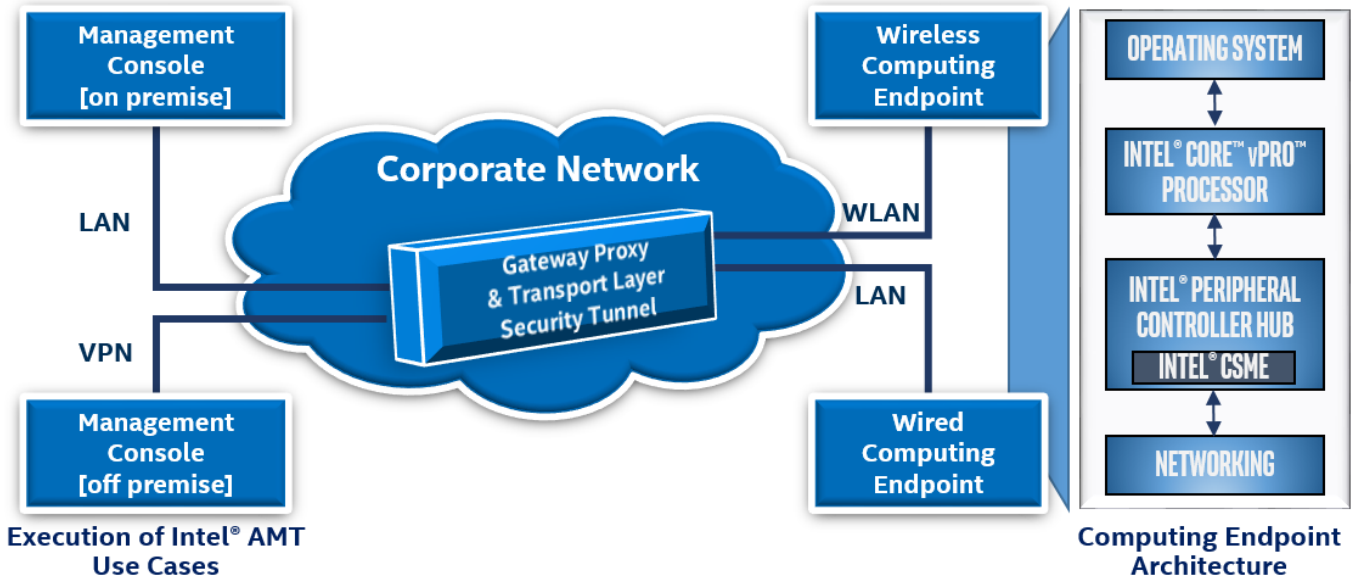 Management
Console
[on premise]
LAN
VPN
Management
Console
[off premise]
Execution of Intel® AMT
Use Cases
Corporate Network
Gateway Proxy
& Transport Layer
Security Tunnel
Wireless
Computing
Endpoint
WLAN
LAN
Wired
Computing
Endpoint
OPERATING SYSTEM
INTEL® CORE™ vPRO™
PROCESSOR
INTEL® PERIPHERAL
CONTROLLER HUB
INTEL® CSME
NETWORKING
Computing Endpoint
Architecture